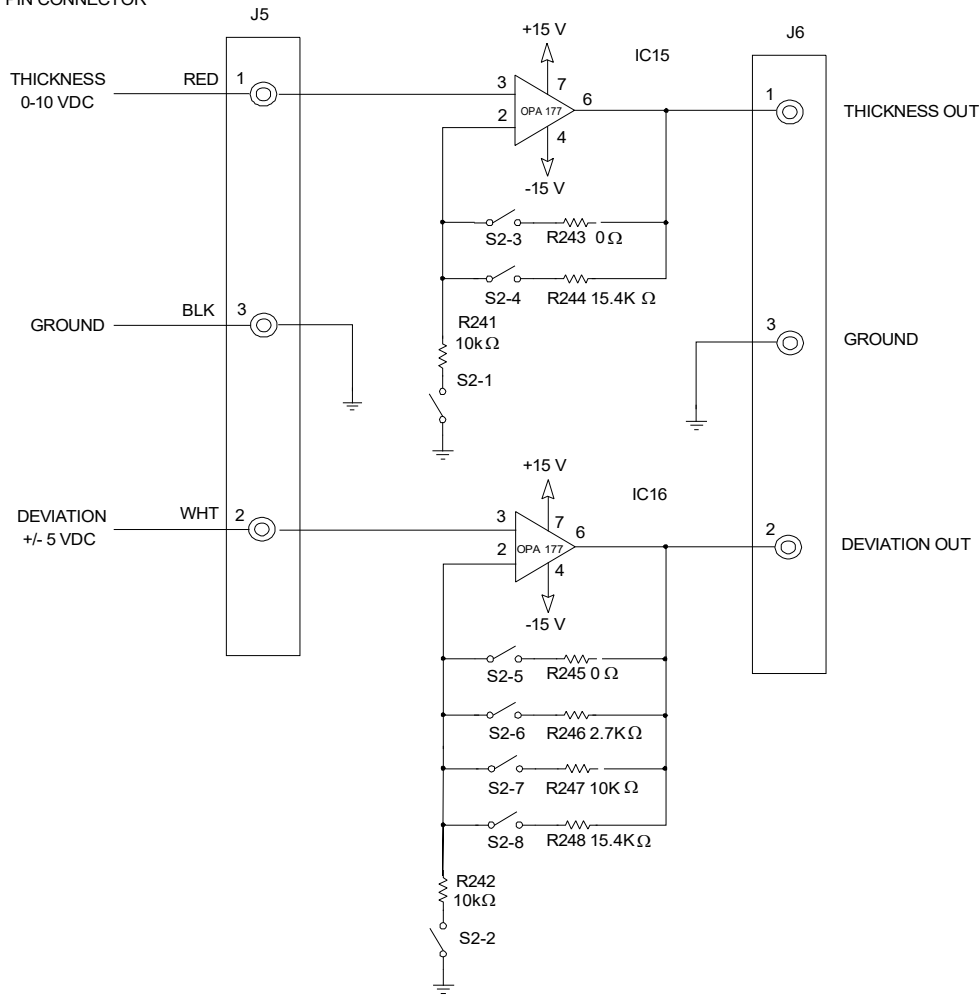 PIN CONNECTOR
J5
J6
+15 V
IC15
THICKNESS
0-10 VDC
RED
1
3
2
7
6
4
OPA 177
-15 V
1
THICKNESS OUT
S2-3
R243 0 Ω
S2-4
R244 15.4K Ω
GROUND
BLK
3
R241
10kΩ
S2-1
3
GROUND
+15 V
IC16
DEVIATION
+/- 5 VDC
WHT
2
3
2
7
6
4
OPA 177
-15 V
2
DEVIATION OUT
S2-5
R245 0 Ω
S2-6
R246 2.7K Ω
S2-7
R247 10K Ω
S2-8
R248 15.4K Ω
R242
10kΩ
S2-2